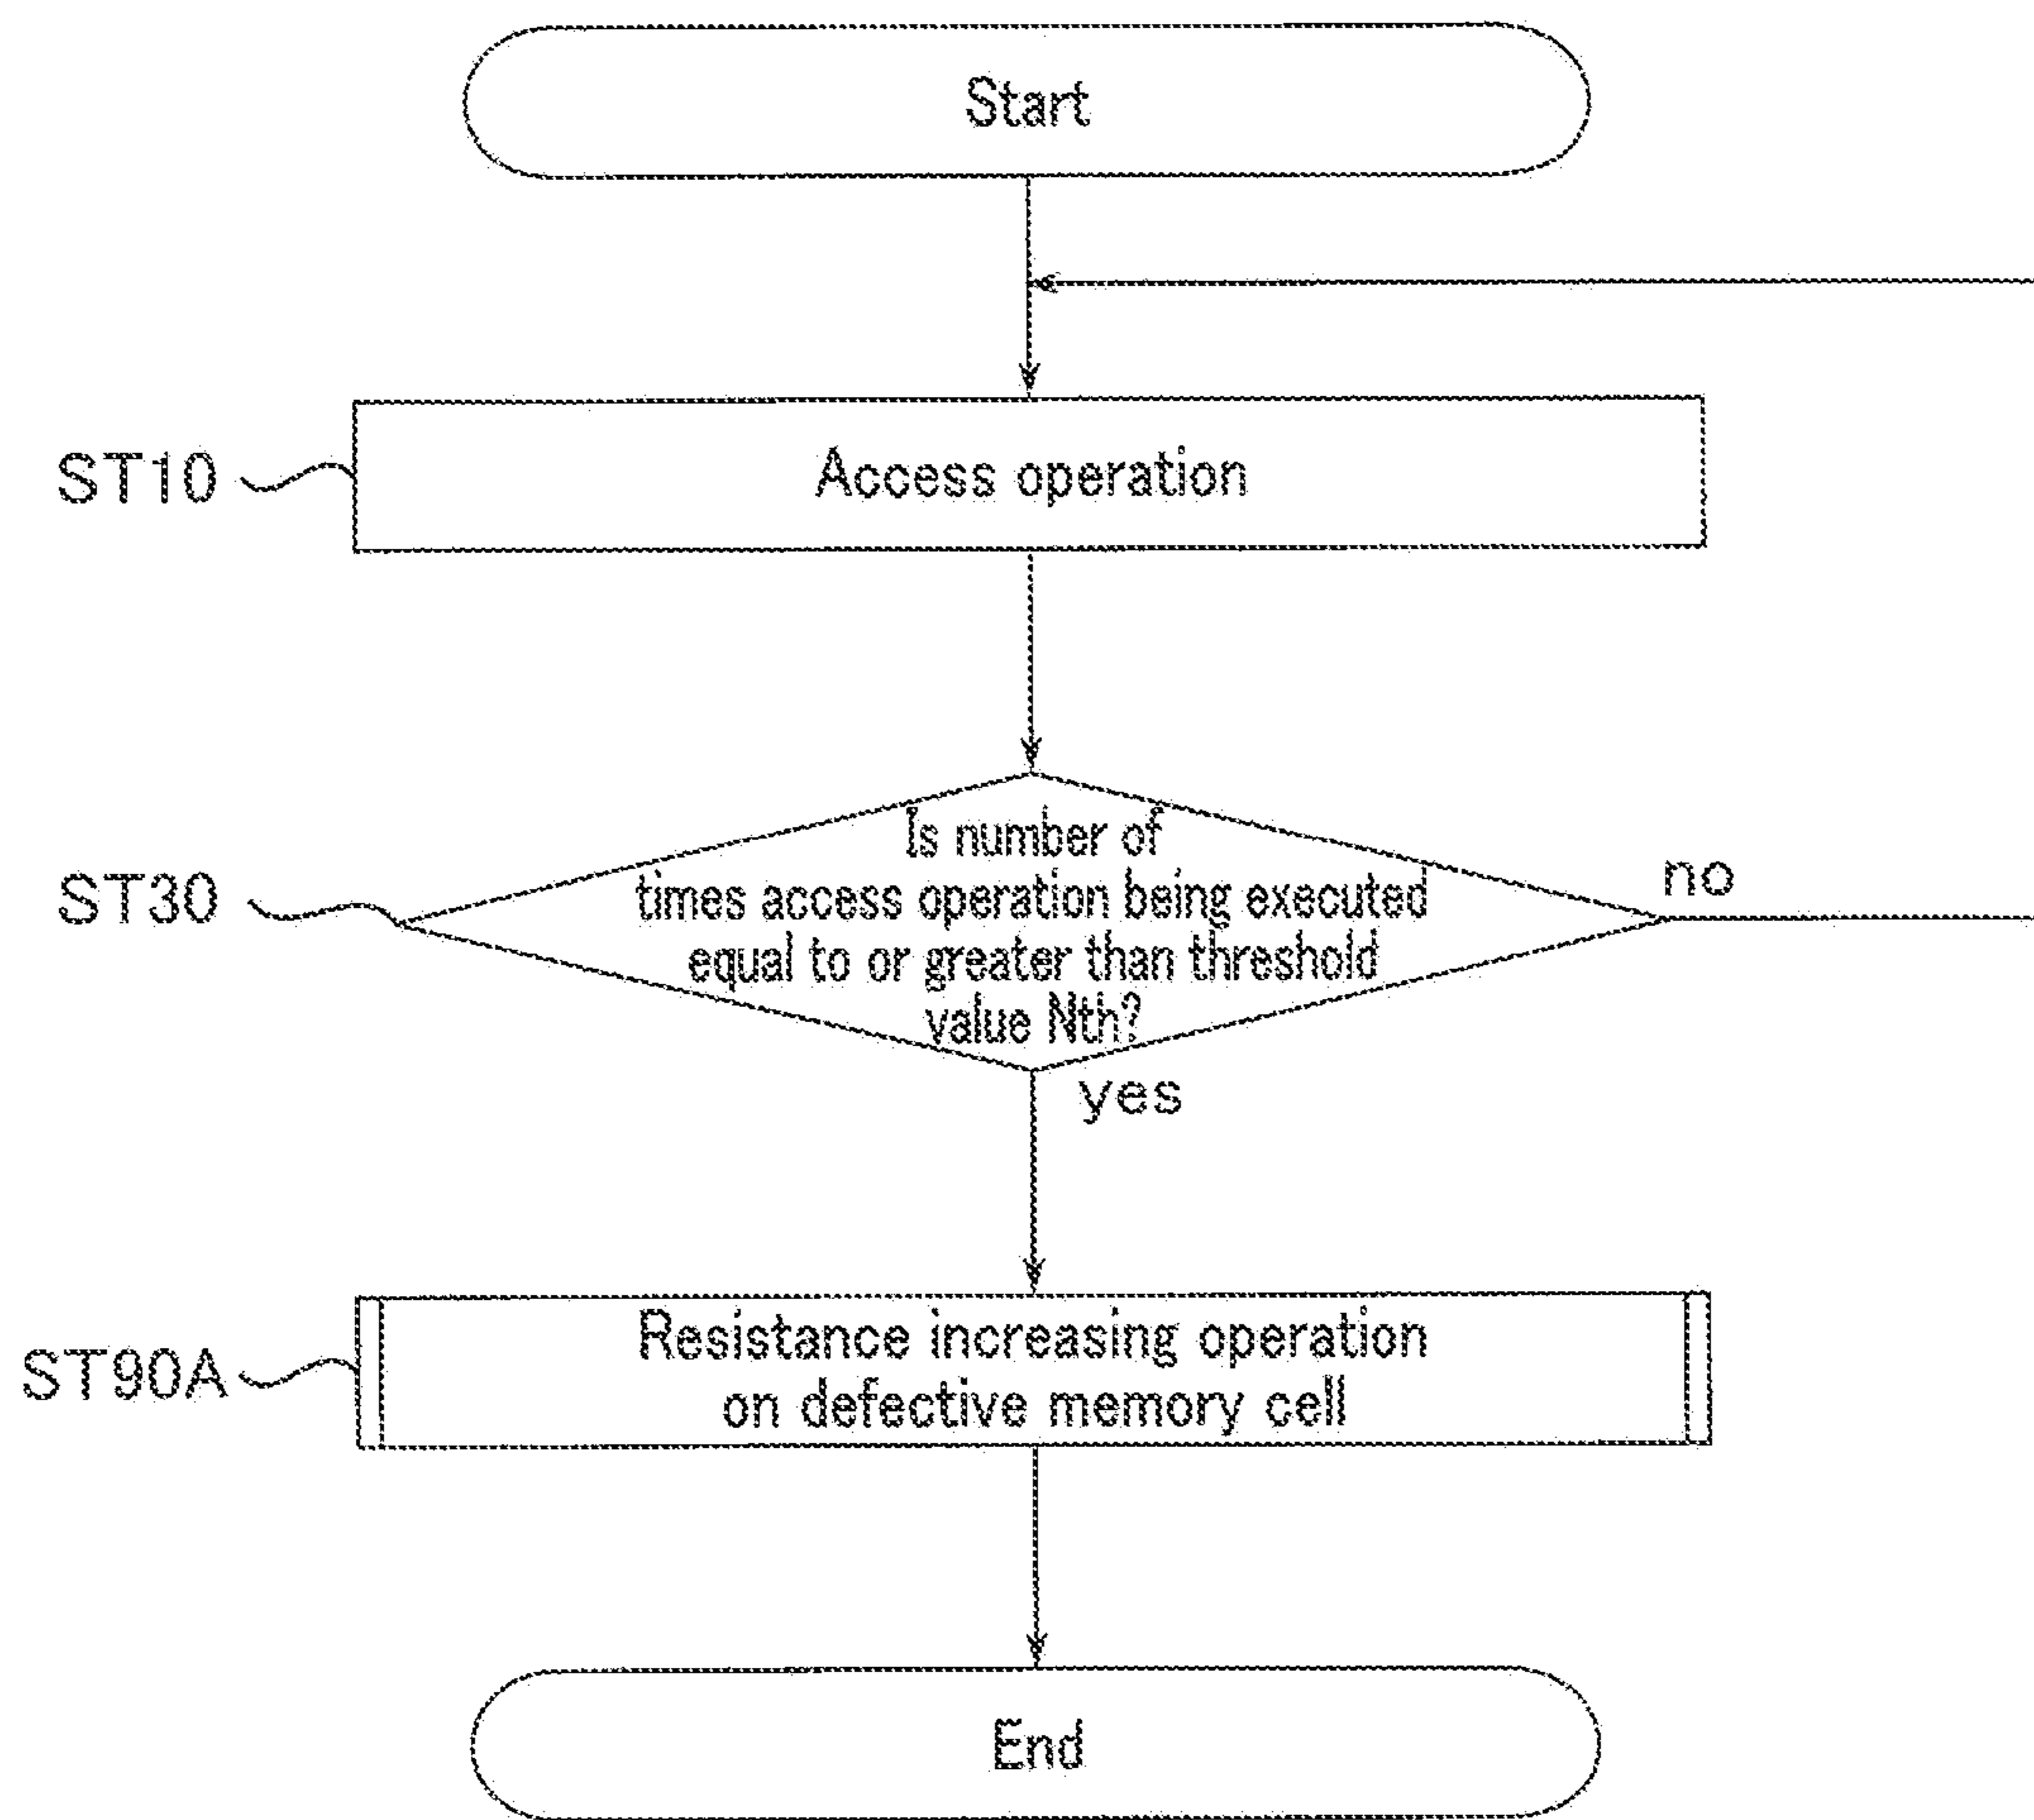 Start
ST10
Access operation
ST30
Is number of
times access operation being executed
equal to or greater than threshold
value Nth?
no
yes
ST90A
Resistance increasing operation
on defective memory cell
End